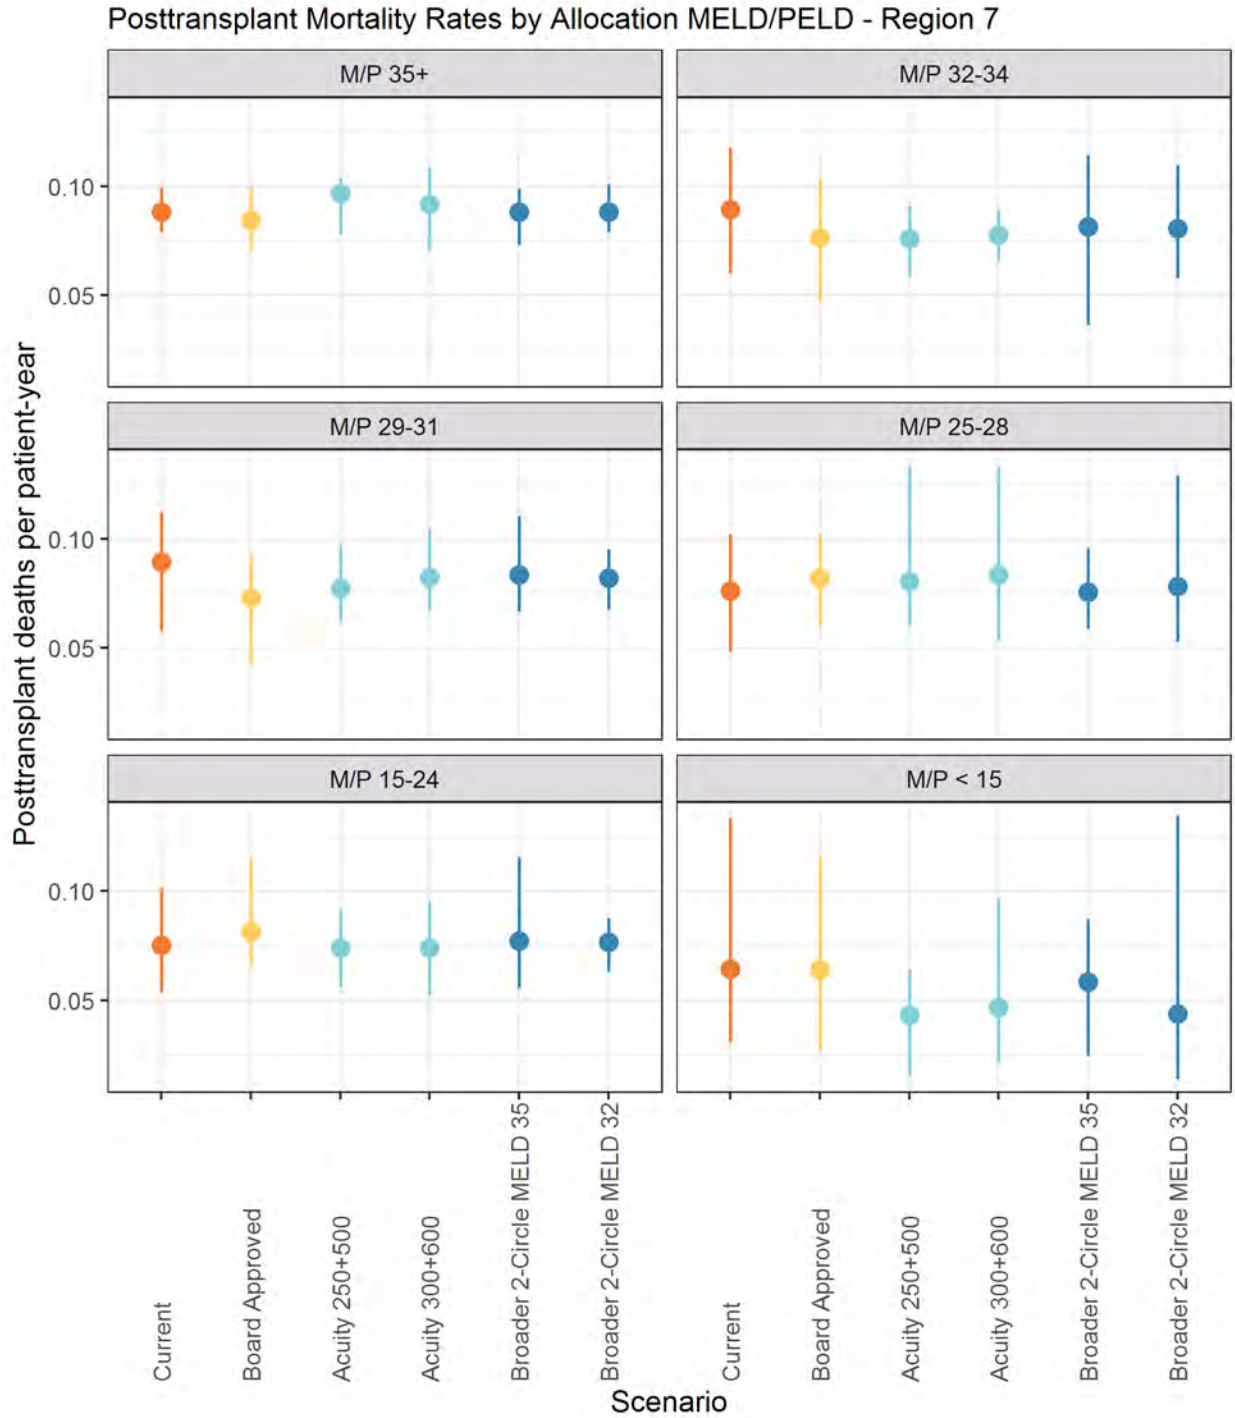 Posttransplant Mortality Rates by Allocation MELD/PELD - Region 7
M/P 35+
M/P 32-34
0.10
0.05
M/P 29-31
M/P 25-28
0.10
0.05
M/P 15-24
M/P < 15
0.10
0.05
Posttransplant deaths per patient-year
Current
Board Approved
Acuity 250+500
Acuity 300+600
Broader 2-Circle MELD 35
Broader 2-Circle MELD 32
Current
Board Approved
Acuity 250+500
Acuity 300+600
Broader 2-Circle MELD 35
Broader 2-Circle MELD 32
Scenario